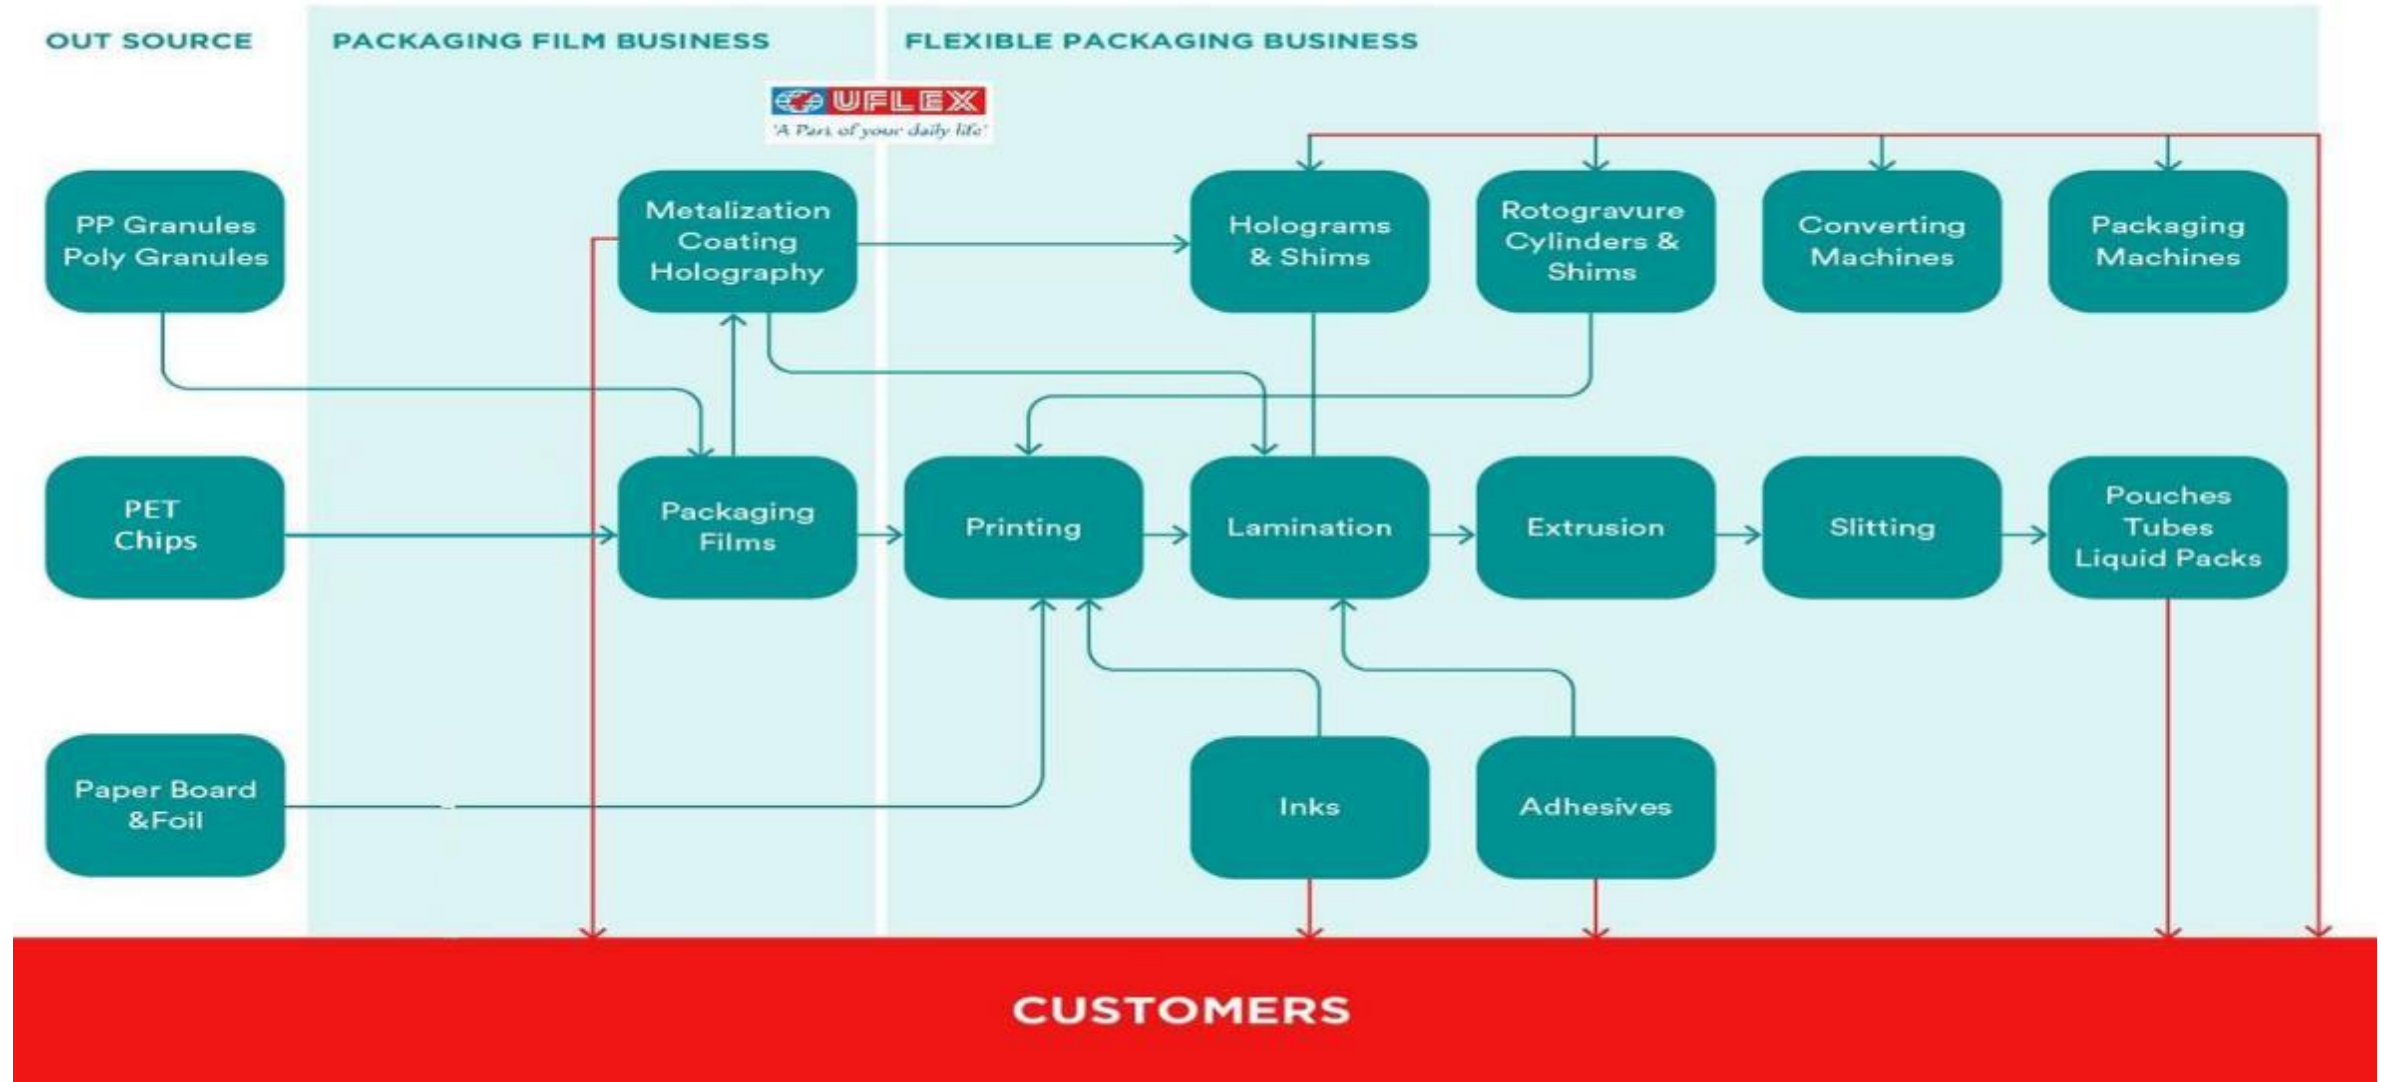 OUT SOURCE
PACKAGING FILM BUSINESS
FLEXIBLE PACKAGING BUSINESS
UFLEX
'A Part of your daily life'
PP Granules
Poly Granules
Metalization
Coating
Holography
Holograms
& Shims
Rotogravure
Cylinders &
Shims
Converting
Machines
Packaging
Machines
PET
Chips
Packaging
Films
Printing
Lamination
Extrusion
Slitting
Pouches
Tubes
Liquid Packs
Paper Board
&Foil
Inks
Adhesives
CUSTOMERS